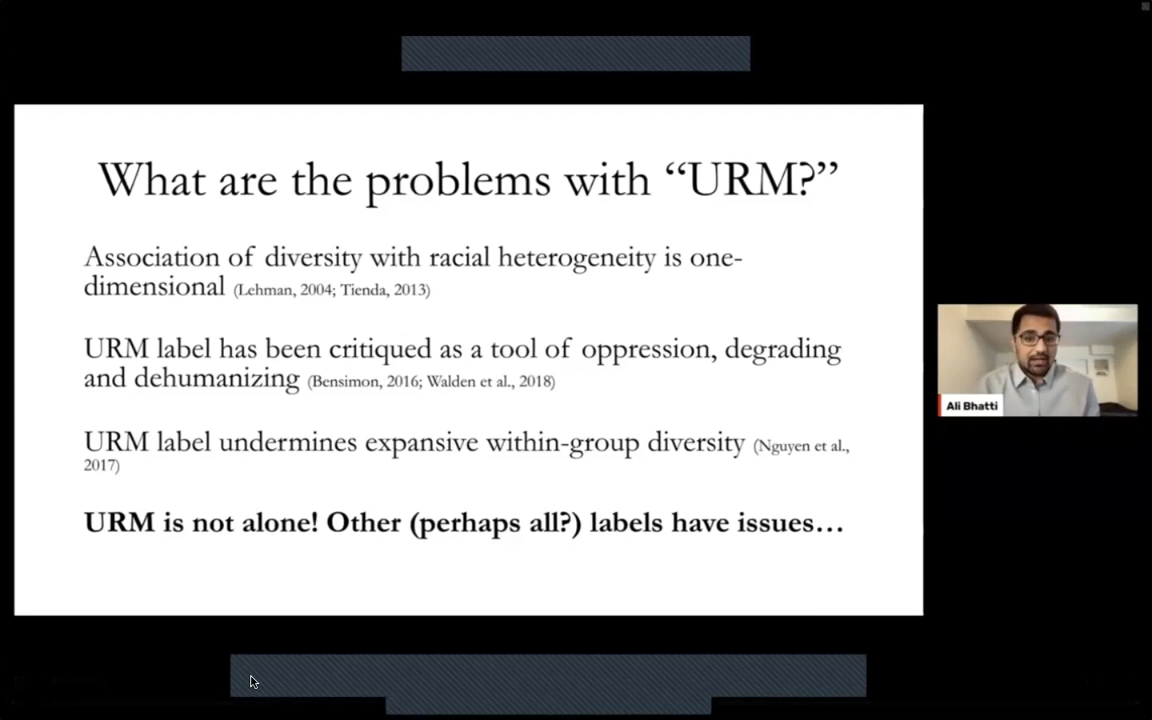 What are the problems with “URM?”
Association of diversity with racial heterogeneity is one-
dimensional (Lehman, 2004; Tienda, 2013)
URM label has been critiqued as a tool of oppression, degrading
and dehumanizing (Bensimon, 2016; Walden et al., 2018)
URM label undermines expansive within-group diversity (Nguyen et al.,
2017)
URM is not alone! Other (perhaps all?) labels have issues…
Ali Bhatti